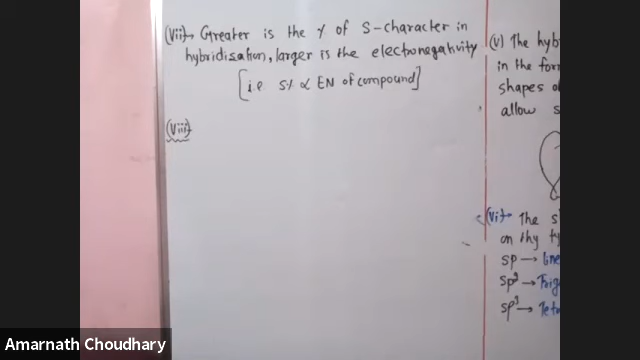 (vii)→ Greater is the % of S-character in
hybridisation, larger is the electronegativity
[i.e S% ∝ EN of compound]
(viii)
(v) The hyb
in the for
shapes o
allow s
(vi)→ The s
on thy ty
sp → Line
sp² → Trig
sp³ → Tetr
Amarnath Choudhary